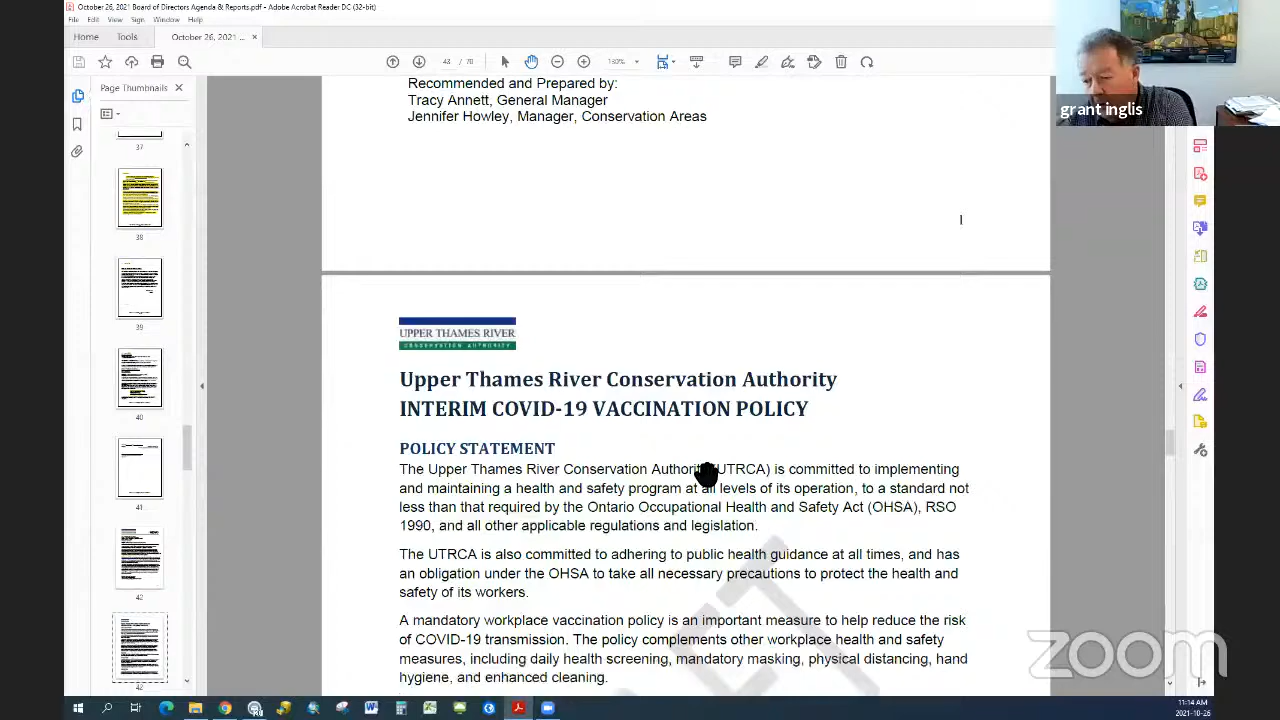 October 26, 2021 Board of Directors Agenda & Reports.pdf - Adobe Acrobat Reader DC (32-bit)
File Edit View Sign Window Help
Home Tools October 26, 2021 ... ×
130%
Page Thumbnails ×
37
38
39
40
41
42
42
Recommended and Prepared by:
Tracy Annett, General Manager
Jennifer Howley, Manager, Conservation Areas
grant inglis
UPPER THAMES RIVER
CONSERVATION AUTHORITY
Upper Thames River Conservation Authority
INTERIM COVID-19 VACCINATION POLICY
POLICY STATEMENT
The Upper Thames River Conservation Authority (UTRCA) is committed to implementing
and maintaining a health and safety program at all levels of its operation, to a standard not
less than that required by the Ontario Occupational Health and Safety Act (OHSA), RSO
1990, and all other applicable regulations and legislation.
The UTRCA is also committed to adhering to public health guidance at all times, and has
an obligation under the OHSA to take all necessary precautions to protect the health and
safety of its workers.
A mandatory workplace vaccination policy is an important measure to help reduce the risk
of COVID-19 transmission. The policy complements other workplace health and safety
measures, including daily health screening, mandatory masking, physical distancing, hand
hygiene, and enhanced cleaning.
zoom
11:14 AM
2021-10-26